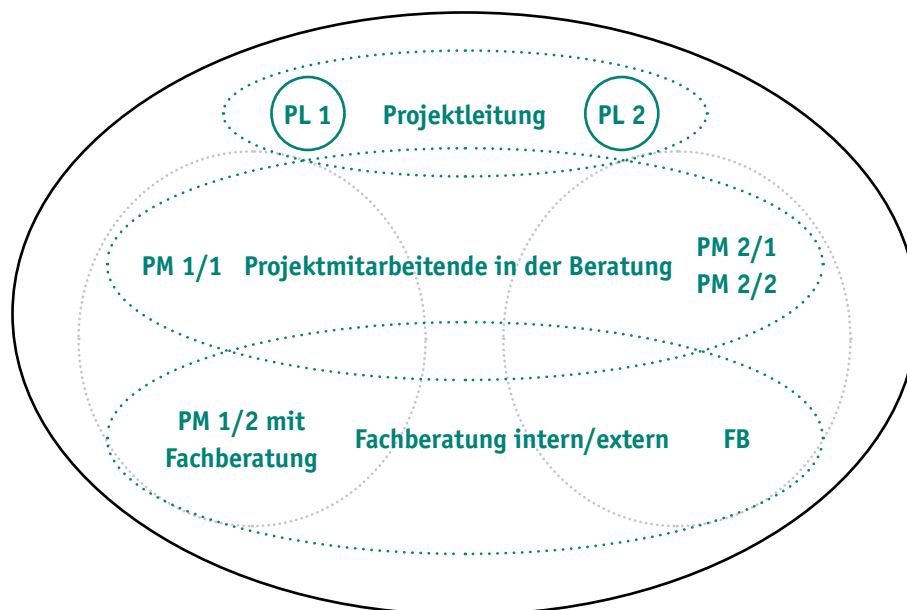 PL 1 Projektleitung PL 2
PM 1/1 Projektmitarbeitende in der Beratung PM 2/1
PM 2/2
PM 1/2 mit
Fachberatung
Fachberatung intern/extern
FB